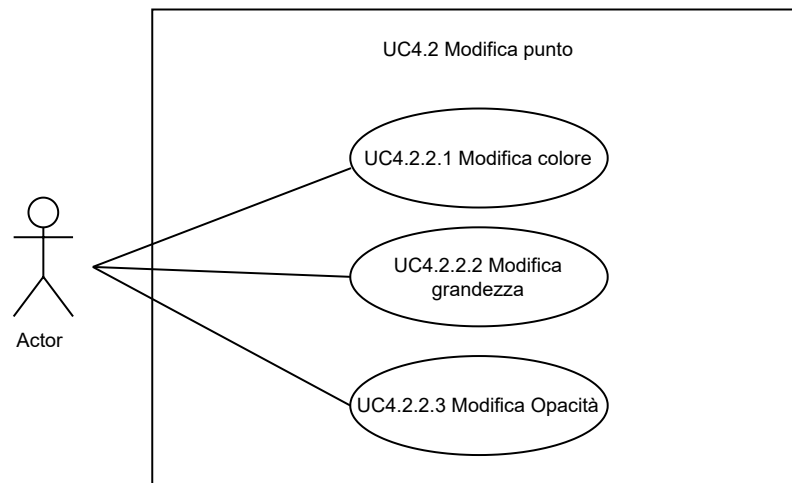 UC4.2 Modifica punto
UC4.2.2.1 Modifica colore
UC4.2.2.2 Modifica
grandezza
Actor
UC4.2.2.3 Modifica Opacità